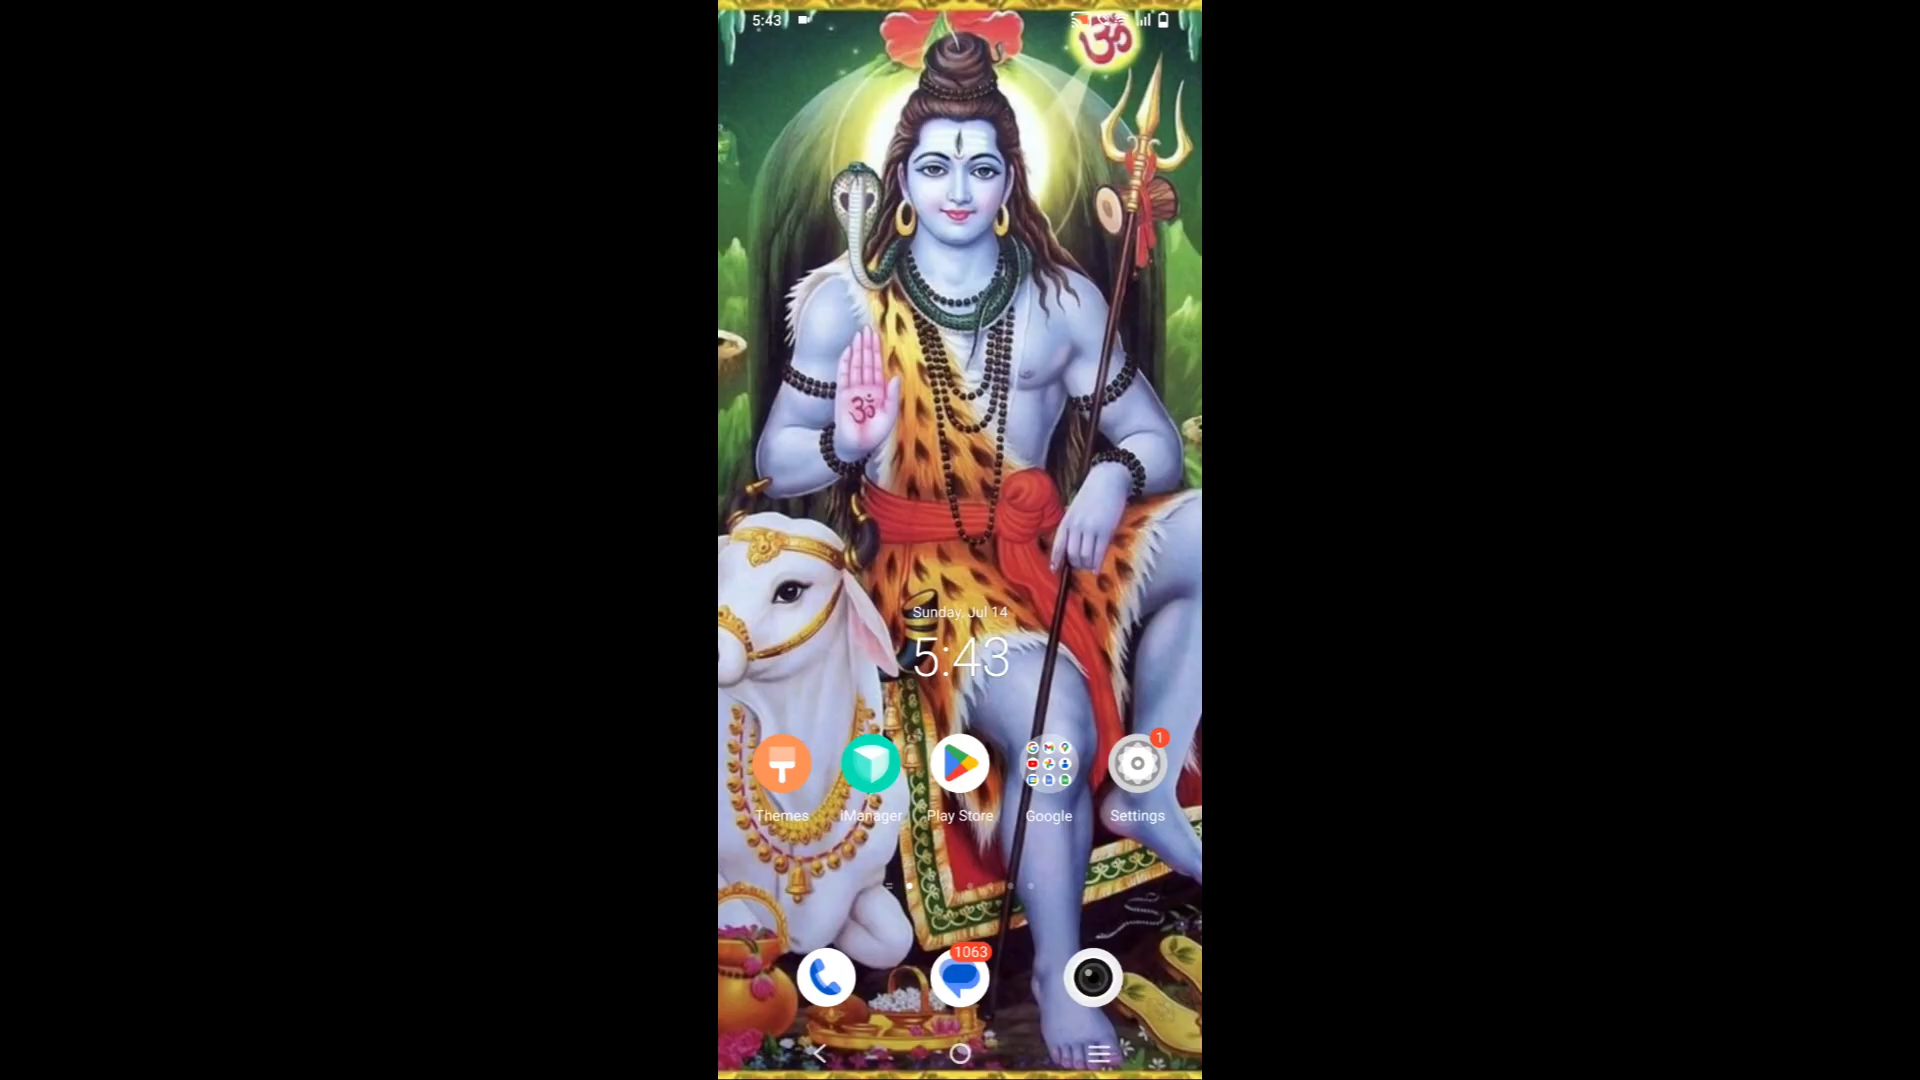 5:43
ॐ
ॐ
Sunday, Jul 14
5:43
1
Themes
iManager
Play Store
Google
Settings
1063